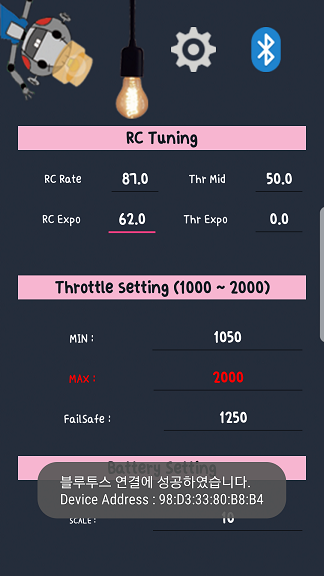 RC Tuning
RC Rate 87.0 Thr Mid 50.0
RC Expo 62.0 Thr Expo 0.0
Throttle Setting (1000 ~ 2000)
MIN : 1050
MAX : 2000
FailSafe : 1250
Battery Setting
블루투스 연결에 성공하였습니다.
Device Address : 98:D3:33:80:B8:B4
SCALE : 10